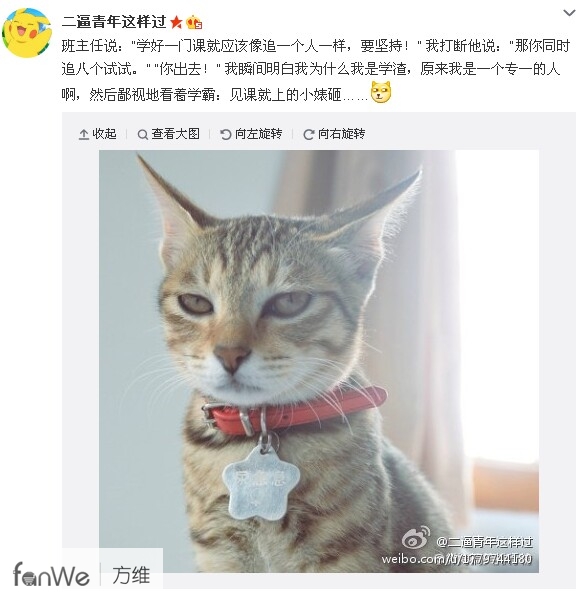 二逼青年这样过
班主任说："学好一门课就应该像追一个人一样，要坚持！"我打断他说："那你同时
追八个试试。""你出去！"我瞬间明白我为什么我是学渣，原来我是一个专一的人
啊，然后鄙视地看着学霸：见课就上的小婊砸……
收起 查看大图 向左旋转 向右旋转
@二逼青年这样过
weibo.com/u/1779744180
fanWe 方维